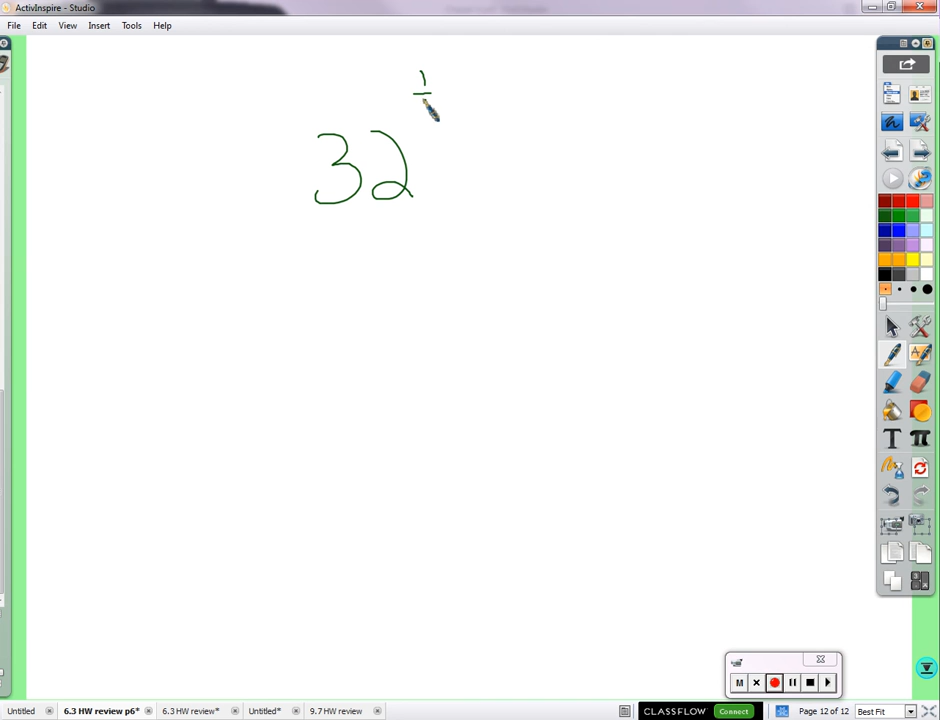 ActivInspire - Studio
File Edit View Insert Tools Help
1
32
M
Untitled 6.3 HW review p6* 6.3 HW review* Untitled* 9.7 HW review CLASSFLOW Connect Page 12 of 12 Best Fit